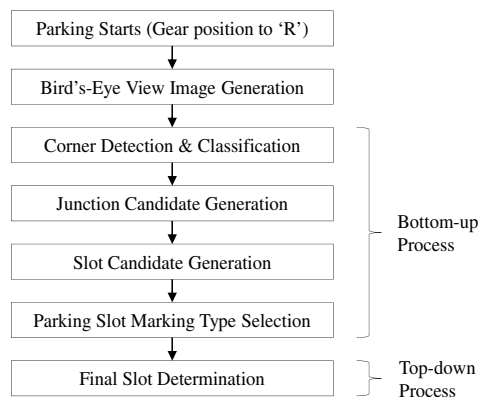 Parking Starts (Gear position to ‘R’)
Bird’s-Eye View Image Generation
Corner Detection & Classification
Junction Candidate Generation
Slot Candidate Generation
Parking Slot Marking Type Selection
Bottom-up
Process
Final Slot Determination
Top-down
Process